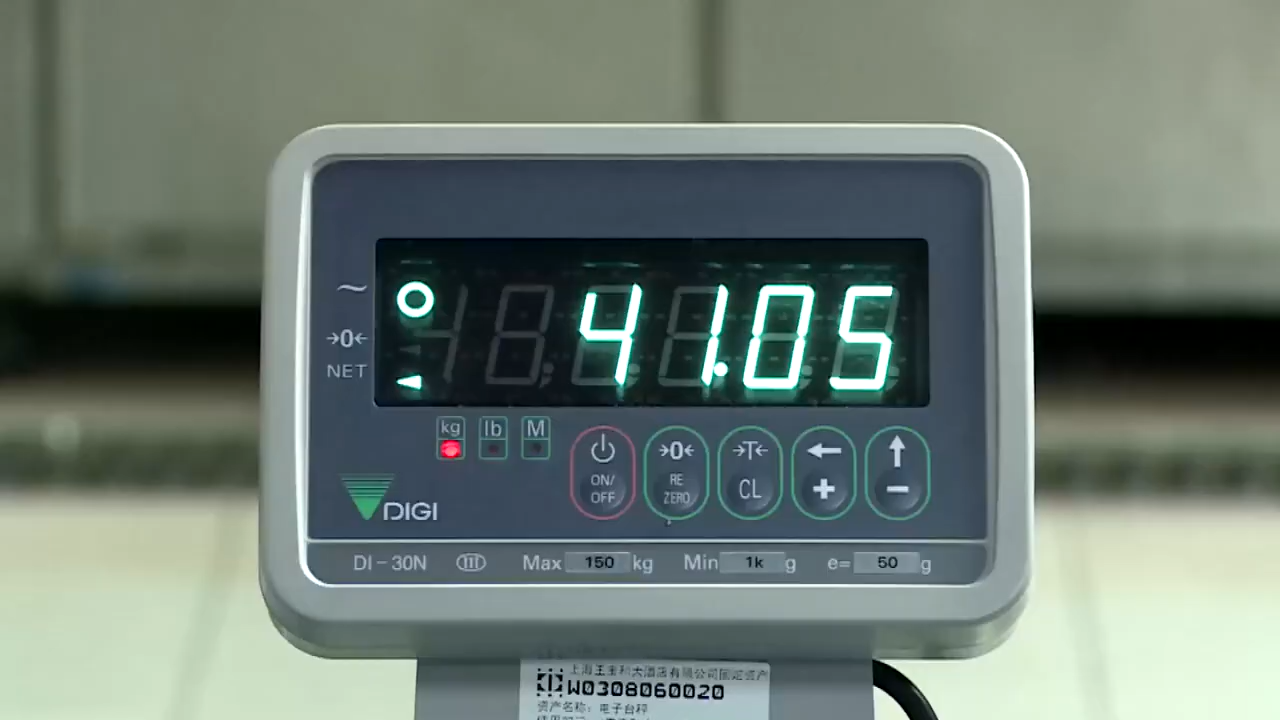 ~
41.05
→0←
NET
kg lb M
ON/OFF
→0← RE ZERO
→T← CL
← +
↑ −
DIGI
DI-30N III Max 150 kg Min 1k g e= 50 g
上海王宝和大酒店有限公司固定资产
W0308060020
资产名称: 电子台秤